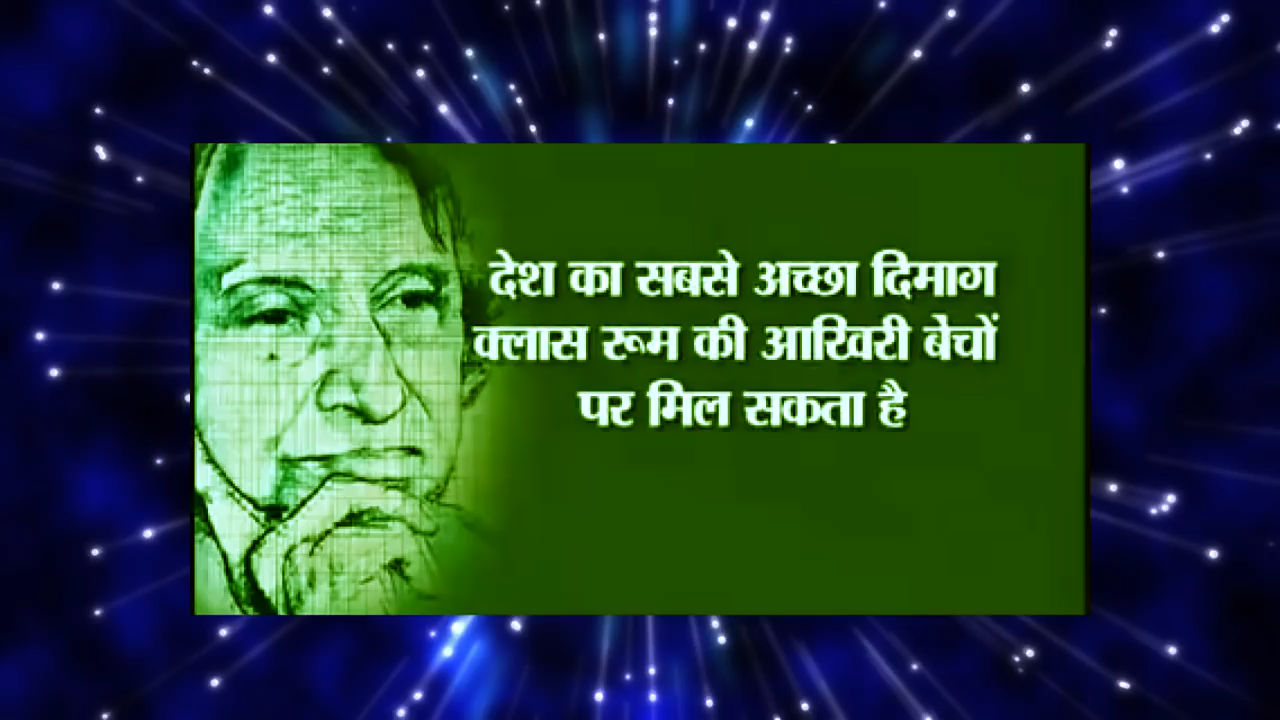 देश का सबसे अच्छा दिमाग
क्लास रूम की आखिरी बेचों
पर मिल सकता है